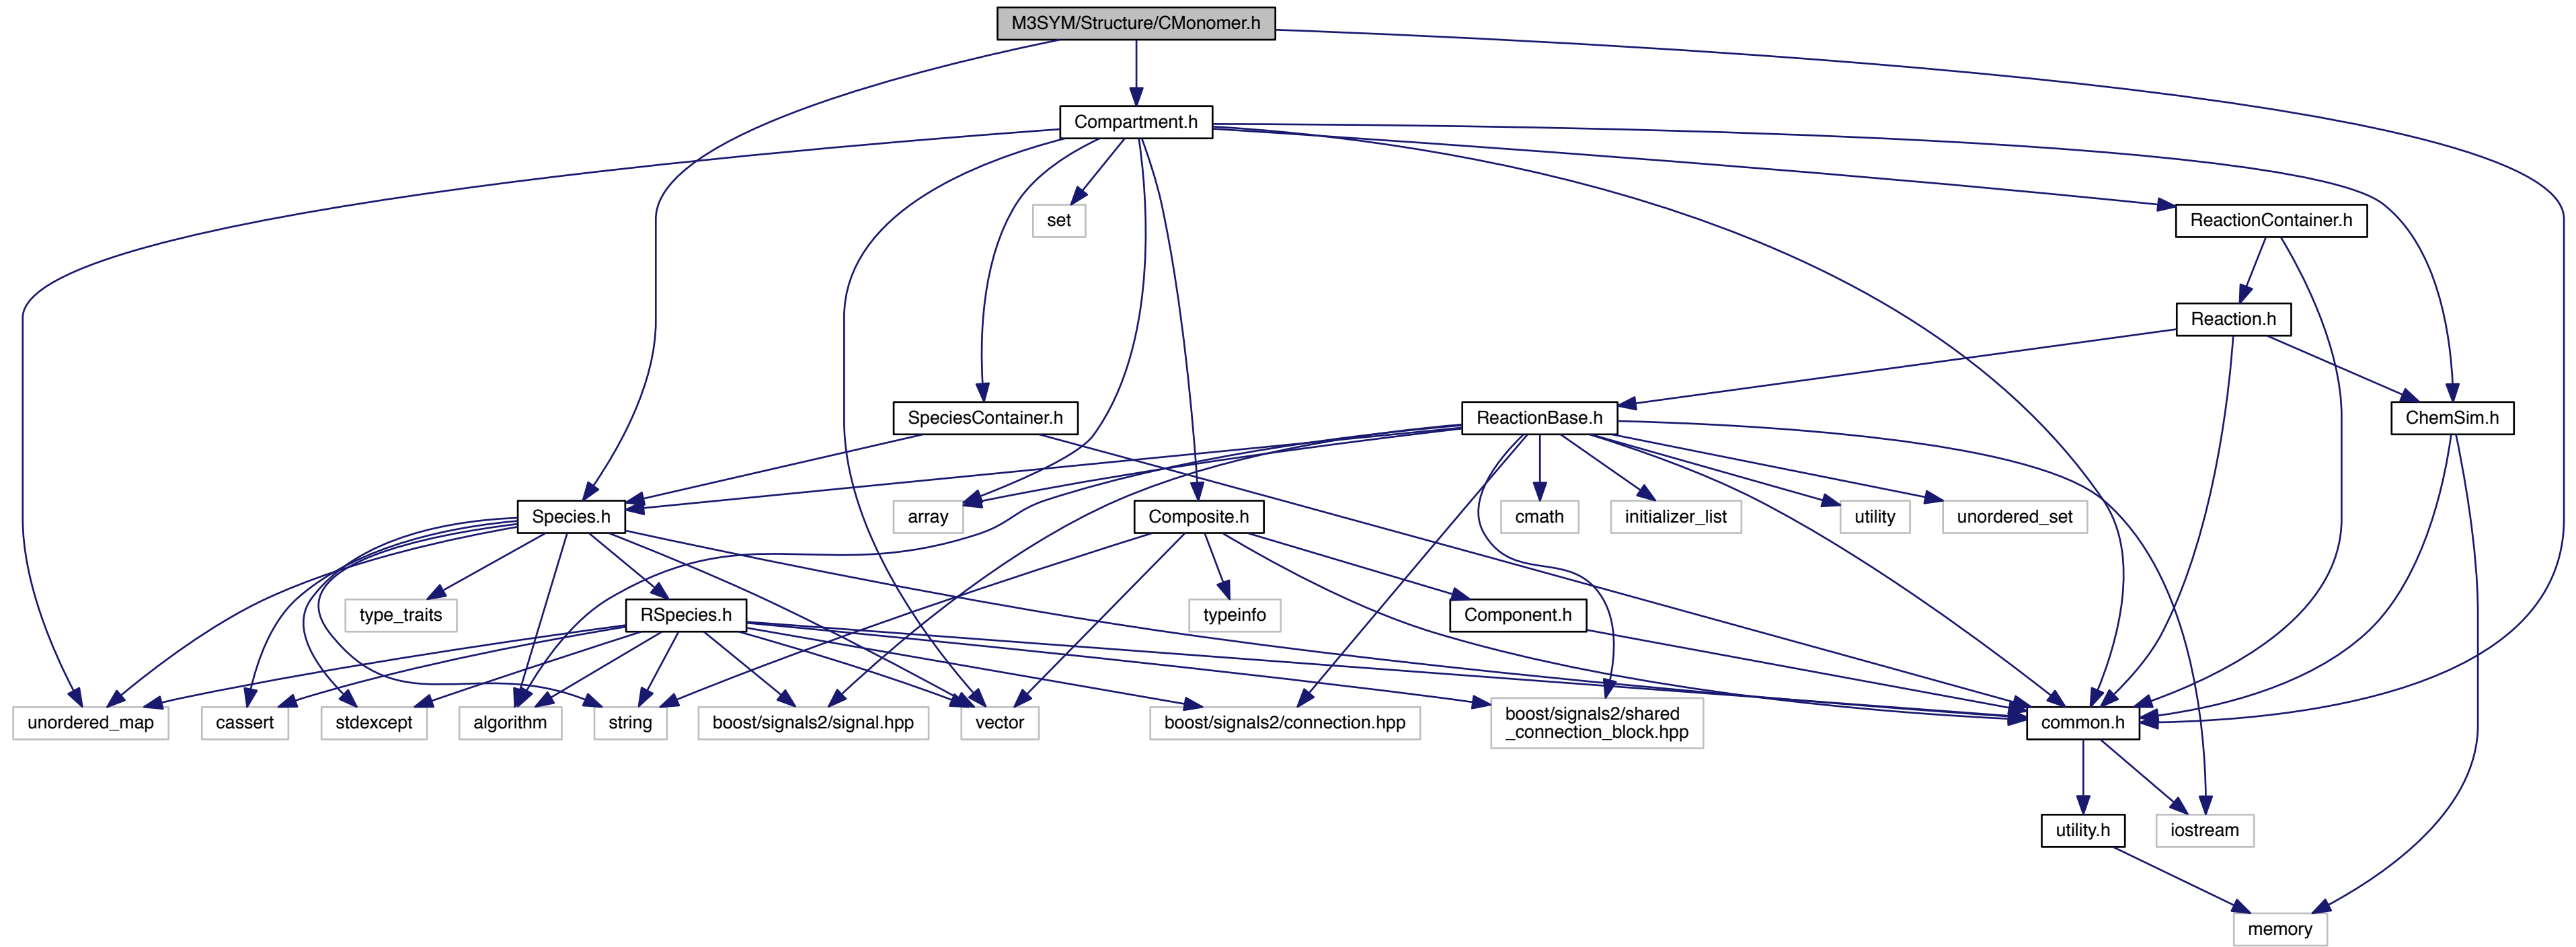 M3SYM/Structure/CMonomer.h
Compartment.h
set
ReactionContainer.h
Reaction.h
SpeciesContainer.h
ReactionBase.h
ChemSim.h
Species.h
array
Composite.h
cmath
initializer_list
utility
unordered_set
type_traits
RSpecies.h
typeinfo
Component.h
unordered_map
cassert
stdexcept
algorithm
string
boost/signals2/signal.hpp
vector
boost/signals2/connection.hpp
boost/signals2/shared
_connection_block.hpp
common.h
utility.h
iostream
memory